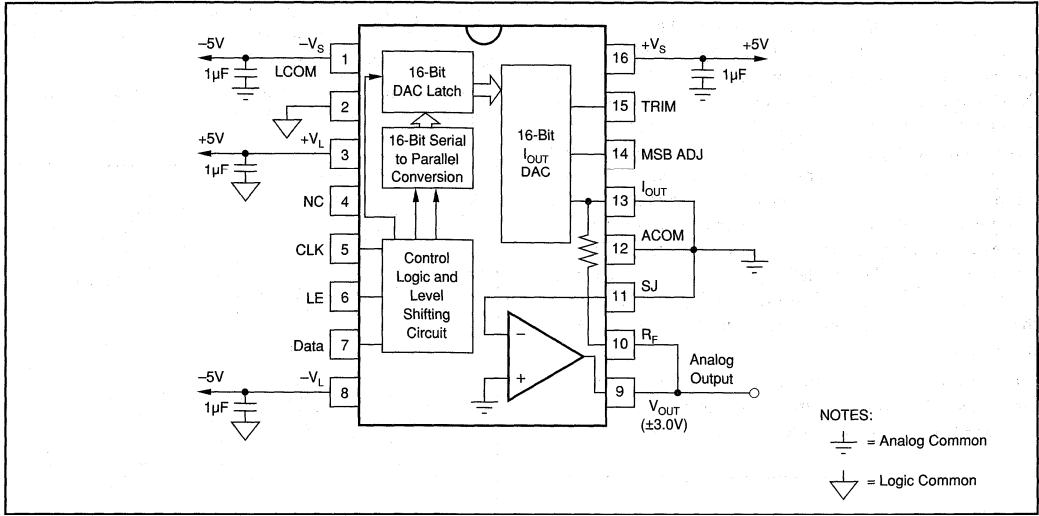 –5V
–VS
1
1µF
LCOM
2
+5V
+VL
3
1µF
NC
4
CLK
5
LE
6
Data
7
–5V
–VL
8
1µF
16-Bit
DAC Latch
16-Bit Serial
to Parallel
Conversion
Control
Logic and
Level
Shifting
Circuit
16-Bit
IOUT
DAC
–
+
+VS
+5V
16
1µF
15
TRIM
14
MSB ADJ
IOUT
13
ACOM
12
SJ
11
RF
10
Analog
Output
9
VOUT
(±3.0V)
NOTES:
= Analog Common
= Logic Common